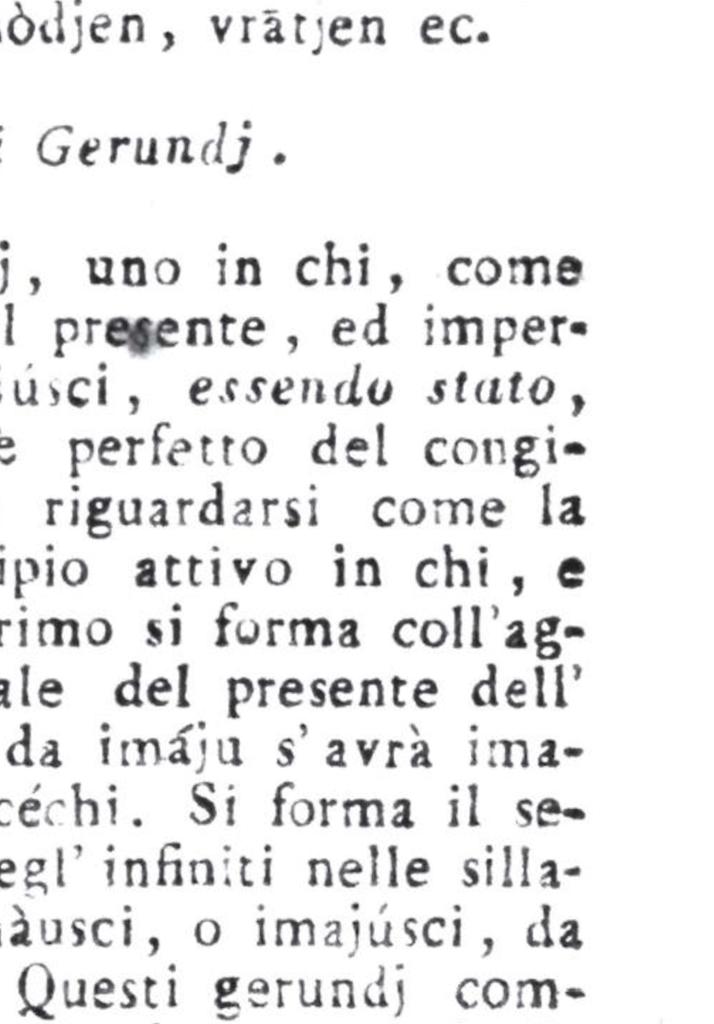 òdjen, vrātjen ec.
i Gerundj.
j, uno in chi, come
l presente, ed imper-
iúsci, essendo stato,
e perfetto del congi-
riguardarsi come la
ipio attivo in chi, e
rimo si forma coll'ag-
ale del presente dell'
da imáju s'avrà ima-
céchi. Si forma il se-
egl'infiniti nelle silla-
àusci, o imajúsci, da
Questi gerundj com-